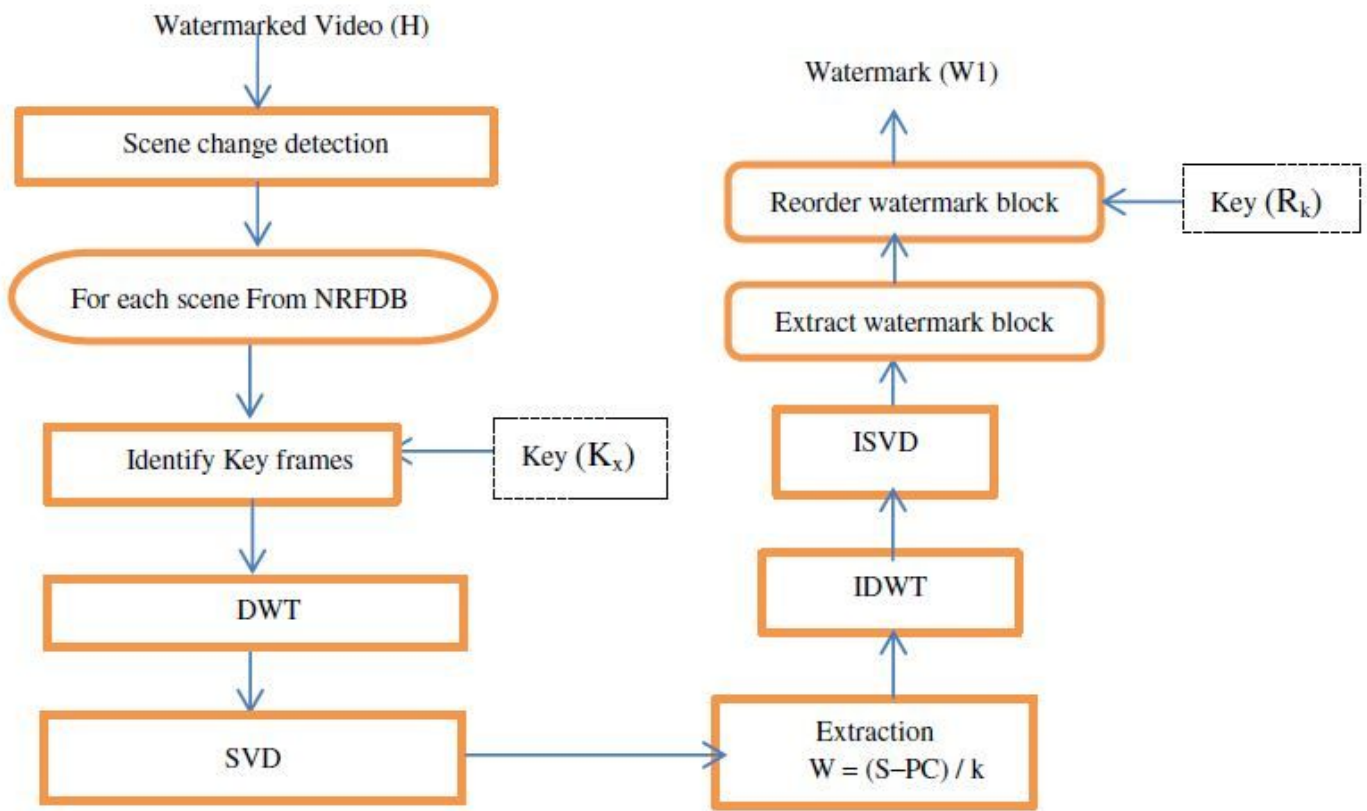 Watermarked Video (H)
Scene change detection
For each scene From NRFDB
Identify Key frames
Key (Kₓ)
DWT
SVD
Extraction
W = (S–PC) / k
IDWT
ISVD
Extract watermark block
Reorder watermark block
Key (Rₖ)
Watermark (W1)